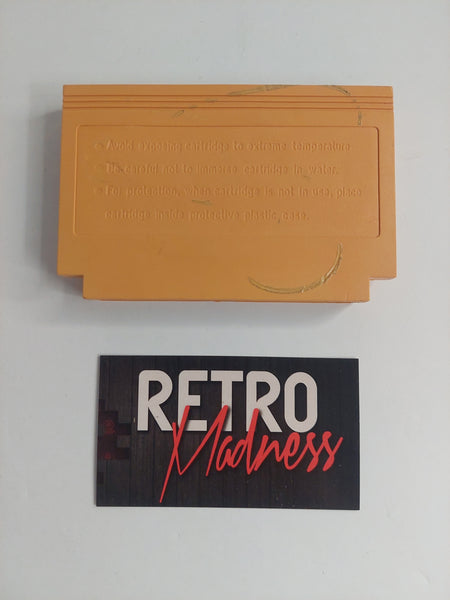 Avoid exposing cartridge to extreme temperature
Be careful not to immerse cartridge in water.
For protection, when cartridge is not in use, place
cartridge inside protective plastic, case.
RETRO
Madness